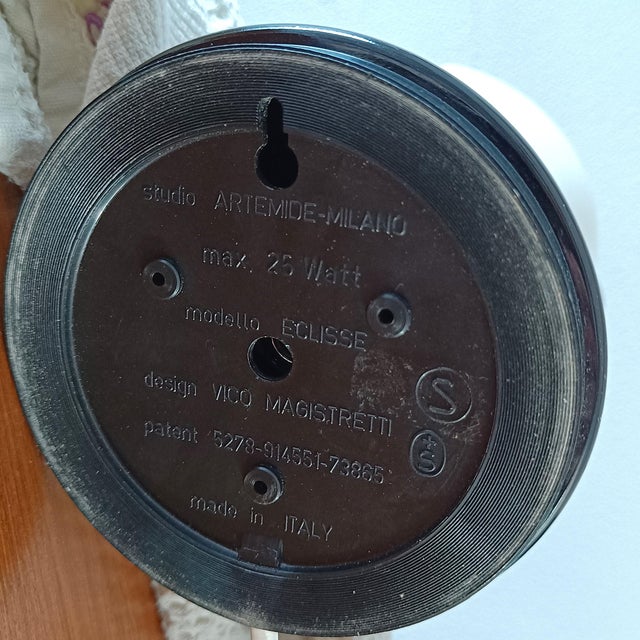 studio ARTEMIDE-MILANO
max. 25 Watt
modello ECLISSE
design VICO MAGISTRETTI
S
+S
patent 5278-914551-73865
made in ITALY